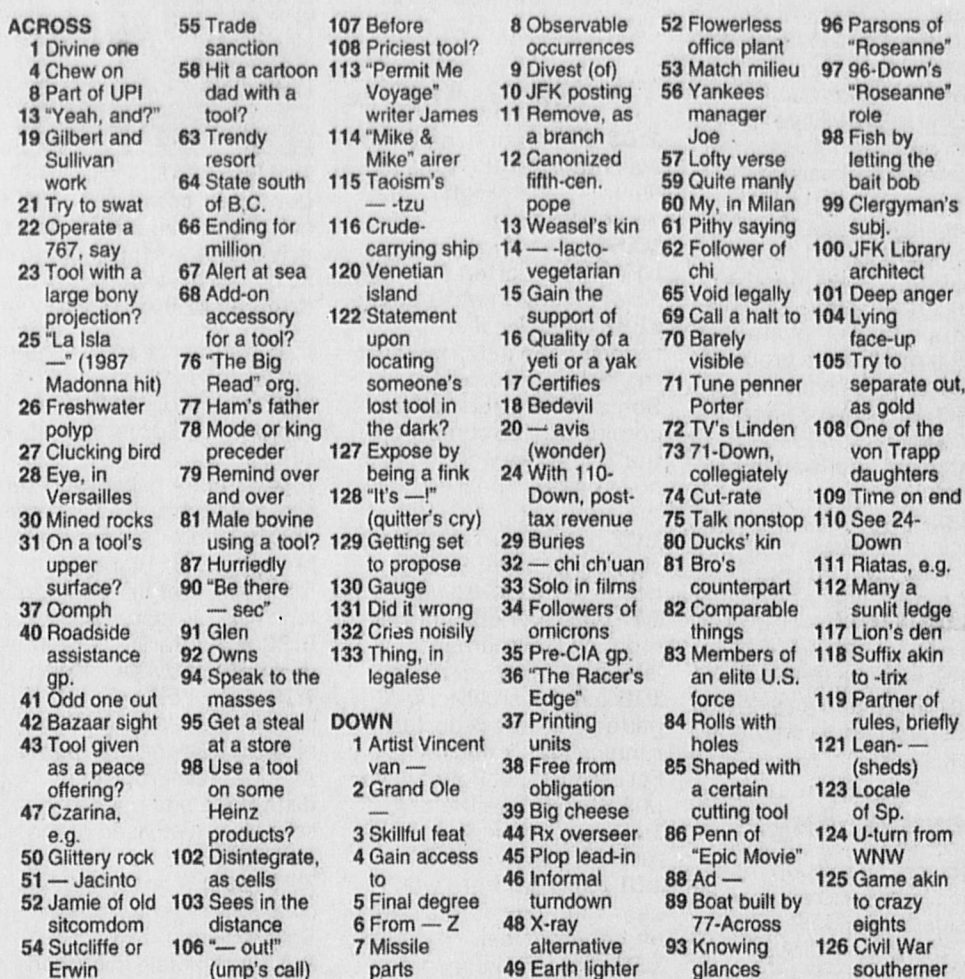 ACROSS
1 Divine one
4 Chew on
8 Part of UPI
13 "Yeah, and?"
19 Gilbert and
Sullivan
work
21 Try to swat
22 Operate a
767, say
23 Tool with a
large bony
projection?
25 "La Isla
—" (1987
Madonna hit)
26 Freshwater
polyp
27 Clucking bird
28 Eye, in
Versailles
30 Mined rocks
31 On a tool's
upper
surface?
37 Oomph
40 Roadside
assistance
gp.
41 Odd one out
42 Bazaar sight
43 Tool given
as a peace
offering?
47 Czarina,
e.g.
50 Glittery rock
51 — Jacinto
52 Jamie of old
sitcomdom
54 Sutcliffe or
Erwin
55 Trade
sanction
58 Hit a cartoon
dad with a
tool?
63 Trendy
resort
64 State south
of B.C.
66 Ending for
million
67 Alert at sea
68 Add-on
accessory
for a tool?
76 "The Big
Read" org.
77 Ham's father
78 Mode or king
preceder
79 Remind over
and over
81 Male bovine
using a tool?
87 Hurriedly
90 "Be there
— sec"
91 Glen
92 Owns
94 Speak to the
masses
95 Get a steal
at a store
98 Use a tool
on some
Heinz
products?
102 Disintegrate,
as cells
103 Sees in the
distance
106 "— out!"
(ump's call)
107 Before
108 Priciest tool?
113 "Permit Me
Voyage"
writer James
114 "Mike &
Mike" airer
115 Taoism's
— -tzu
116 Crude-
carrying ship
120 Venetian
island
122 Statement
upon
locating
someone's
lost tool in
the dark?
127 Expose by
being a fink
128 "It's —!"
(quitter's cry)
129 Getting set
to propose
130 Gauge
131 Did it wrong
132 Cries noisily
133 Thing, in
legalese
DOWN
1 Artist Vincent
van —
2 Grand Ole
—
3 Skillful feat
4 Gain access
to
5 Final degree
6 From — Z
7 Missile
parts
8 Observable
occurrences
9 Divest (of)
10 JFK posting
11 Remove, as
a branch
12 Canonized
fifth-cen.
pope
13 Weasel's kin
14 — -lacto-
vegetarian
15 Gain the
support of
16 Quality of a
yeti or a yak
17 Certifies
18 Bedevil
20 — avis
(wonder)
24 With 110-
Down, post-
tax revenue
29 Buries
32 — chi ch'uan
33 Solo in films
34 Followers of
omicrons
35 Pre-CIA gp.
36 "The Racer's
Edge"
37 Printing
units
38 Free from
obligation
39 Big cheese
44 Rx overseer
45 Plop lead-in
46 Informal
turndown
48 X-ray
alternative
49 Earth lighter
52 Flowerless
office plant
53 Match milieu
56 Yankees
manager
Joe
57 Lofty verse
59 Quite manly
60 My, in Milan
61 Pithy saying
62 Follower of
chi
65 Void legally
69 Call a halt to
70 Barely
visible
71 Tune penner
Porter
72 TV's Linden
73 71-Down,
collegiately
74 Cut-rate
75 Talk nonstop
80 Ducks' kin
81 Bro's
counterpart
82 Comparable
things
83 Members of
an elite U.S.
force
84 Rolls with
holes
85 Shaped with
a certain
cutting tool
86 Penn of
"Epic Movie"
88 Ad —
89 Boat built by
77-Across
93 Knowing
glances
96 Parsons of
"Roseanne"
97 96-Down's
"Roseanne"
role
98 Fish by
letting the
bait bob
99 Clergyman's
subj.
100 JFK Library
architect
101 Deep anger
104 Lying
face-up
105 Try to
separate out,
as gold
108 One of the
von Trapp
daughters
109 Time on end
110 See 24-
Down
111 Riatas, e.g.
112 Many a
sunlit ledge
117 Lion's den
118 Suffix akin
to -trix
119 Partner of
rules, briefly
121 Lean- —
(sheds)
123 Locale
of Sp.
124 U-turn from
WNW
125 Game akin
to crazy
eights
126 Civil War
southerner